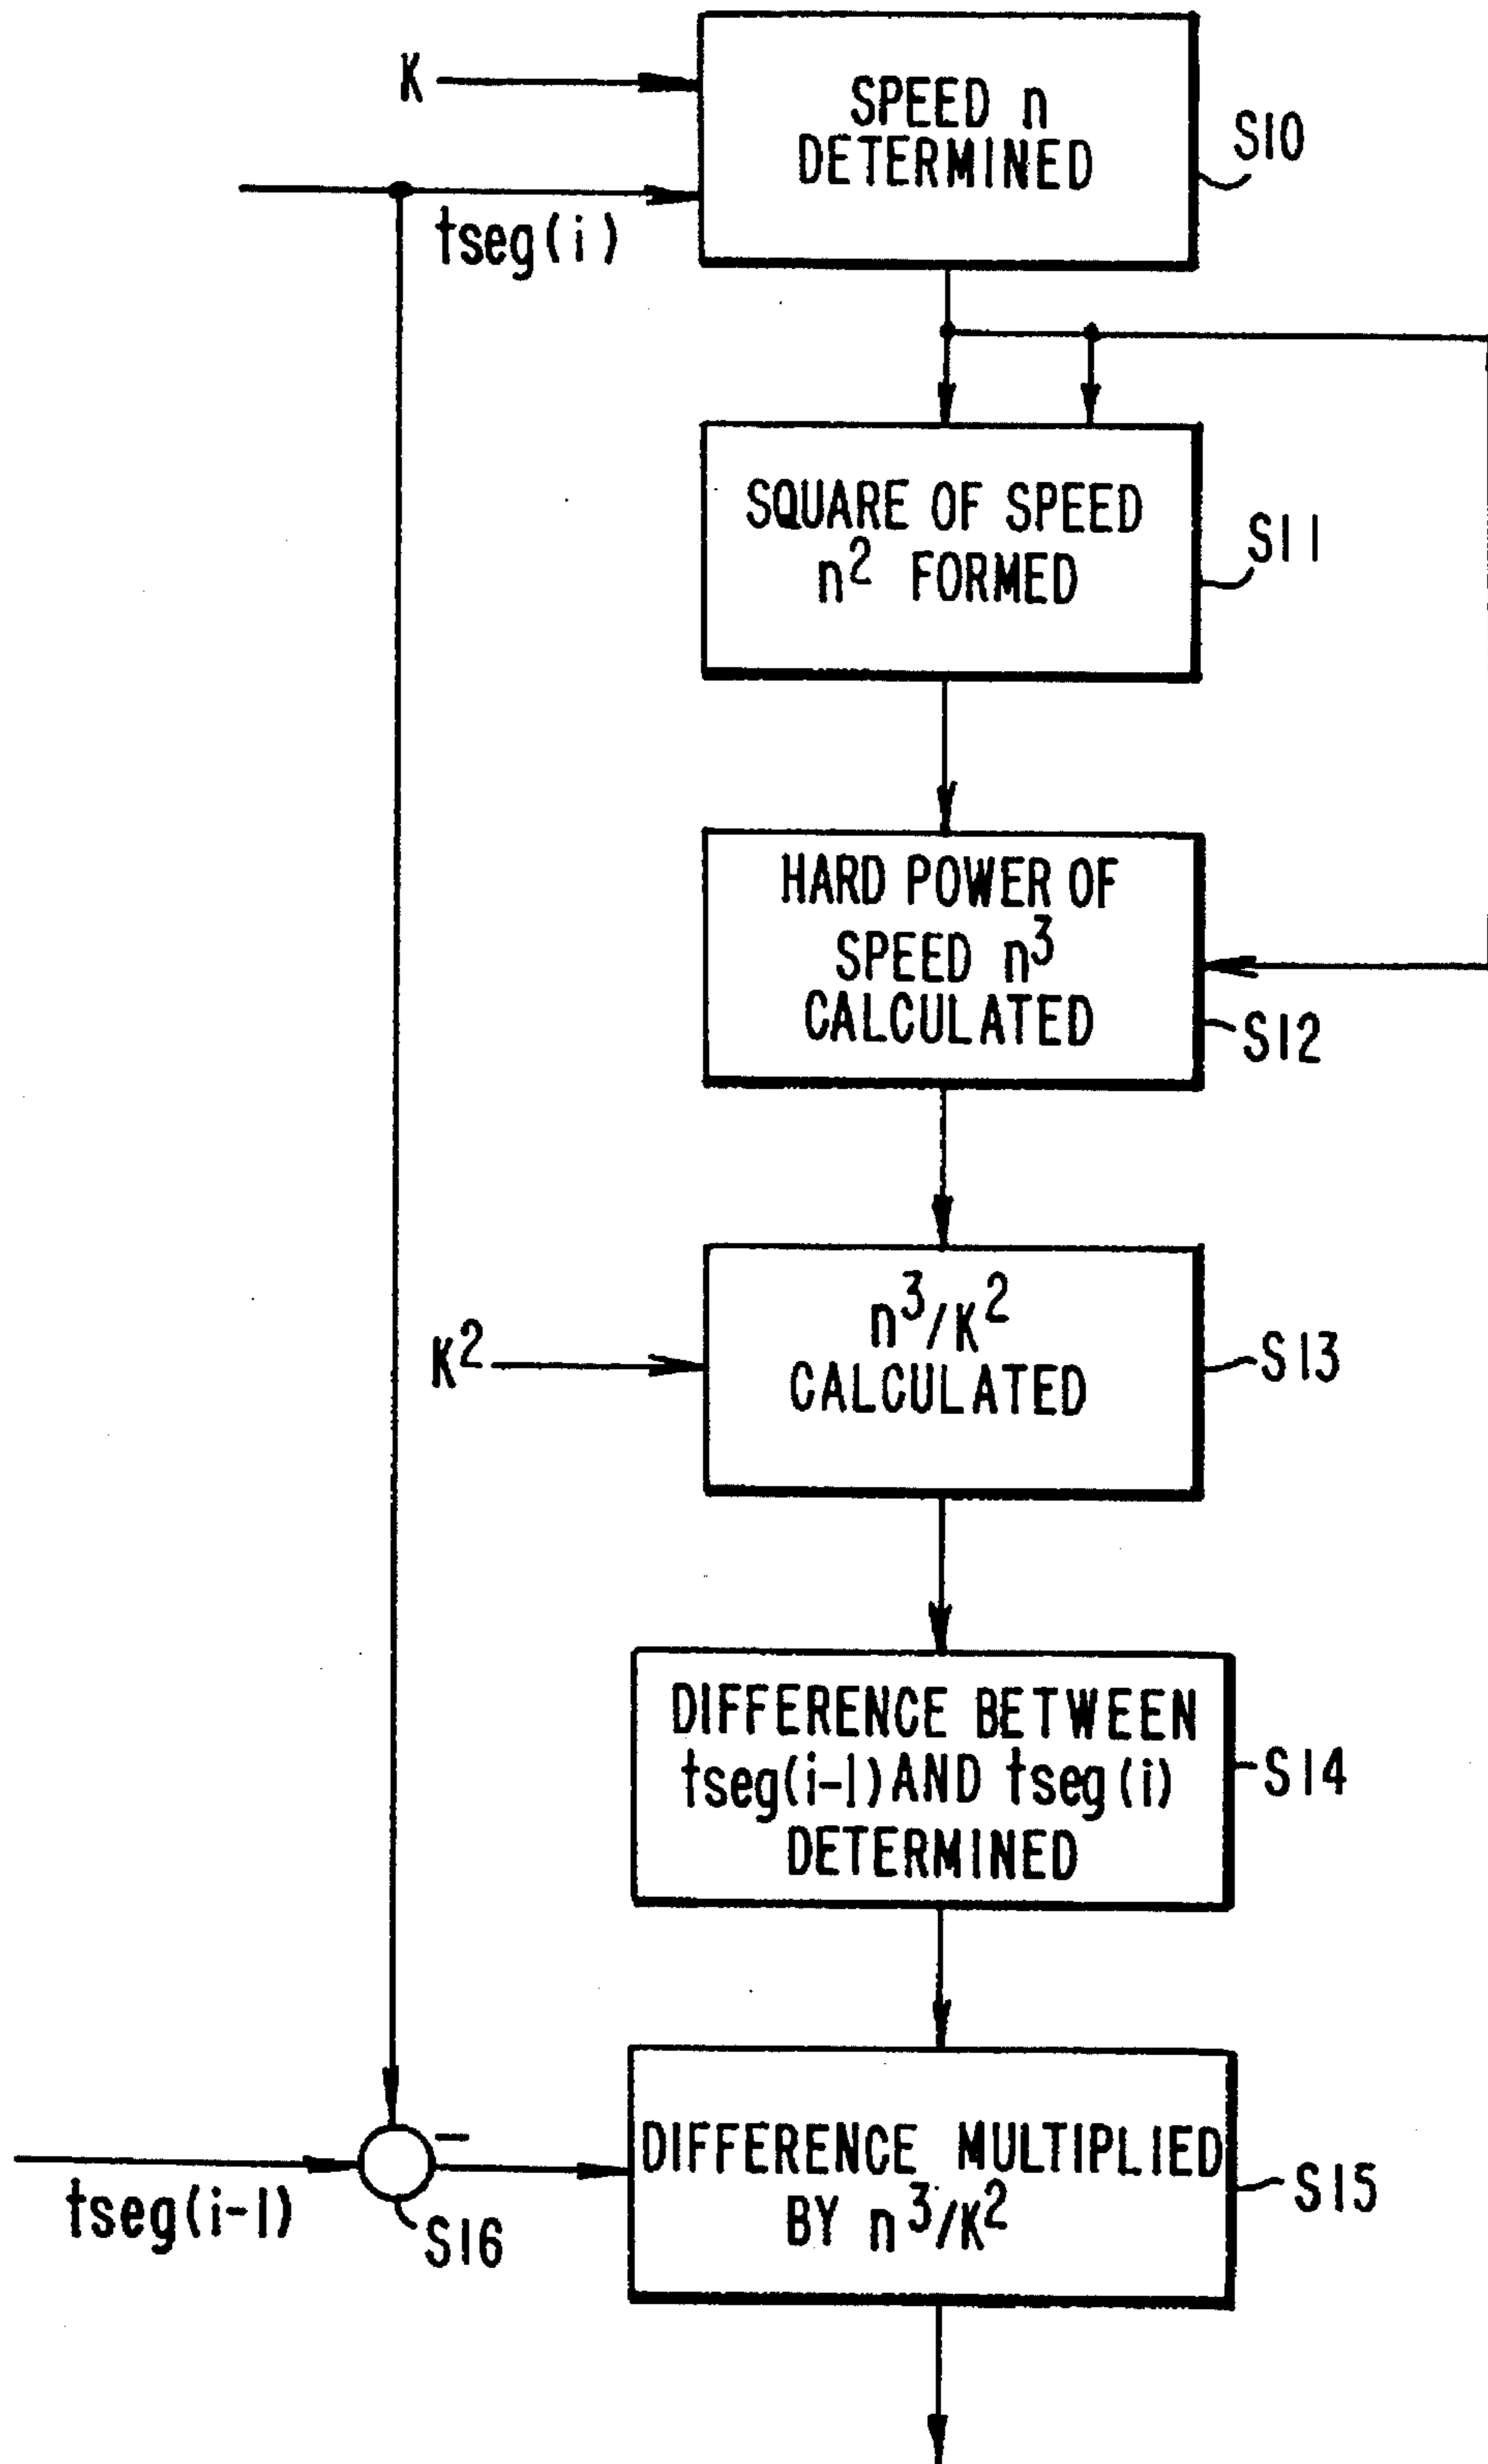 K
SPEED n
DETERMINED
S10
tseg(i)
SQUARE OF SPEED
n² FORMED
S11
HARD POWER OF
SPEED n³
CALCULATED
S12
n³/K²
CALCULATED
K²
S13
DIFFERENCE BETWEEN
tseg(i-1) AND tseg(i)
DETERMINED
S14
DIFFERENCE MULTIPLIED
BY n³/K²
S15
–
tseg(i-1)
S16